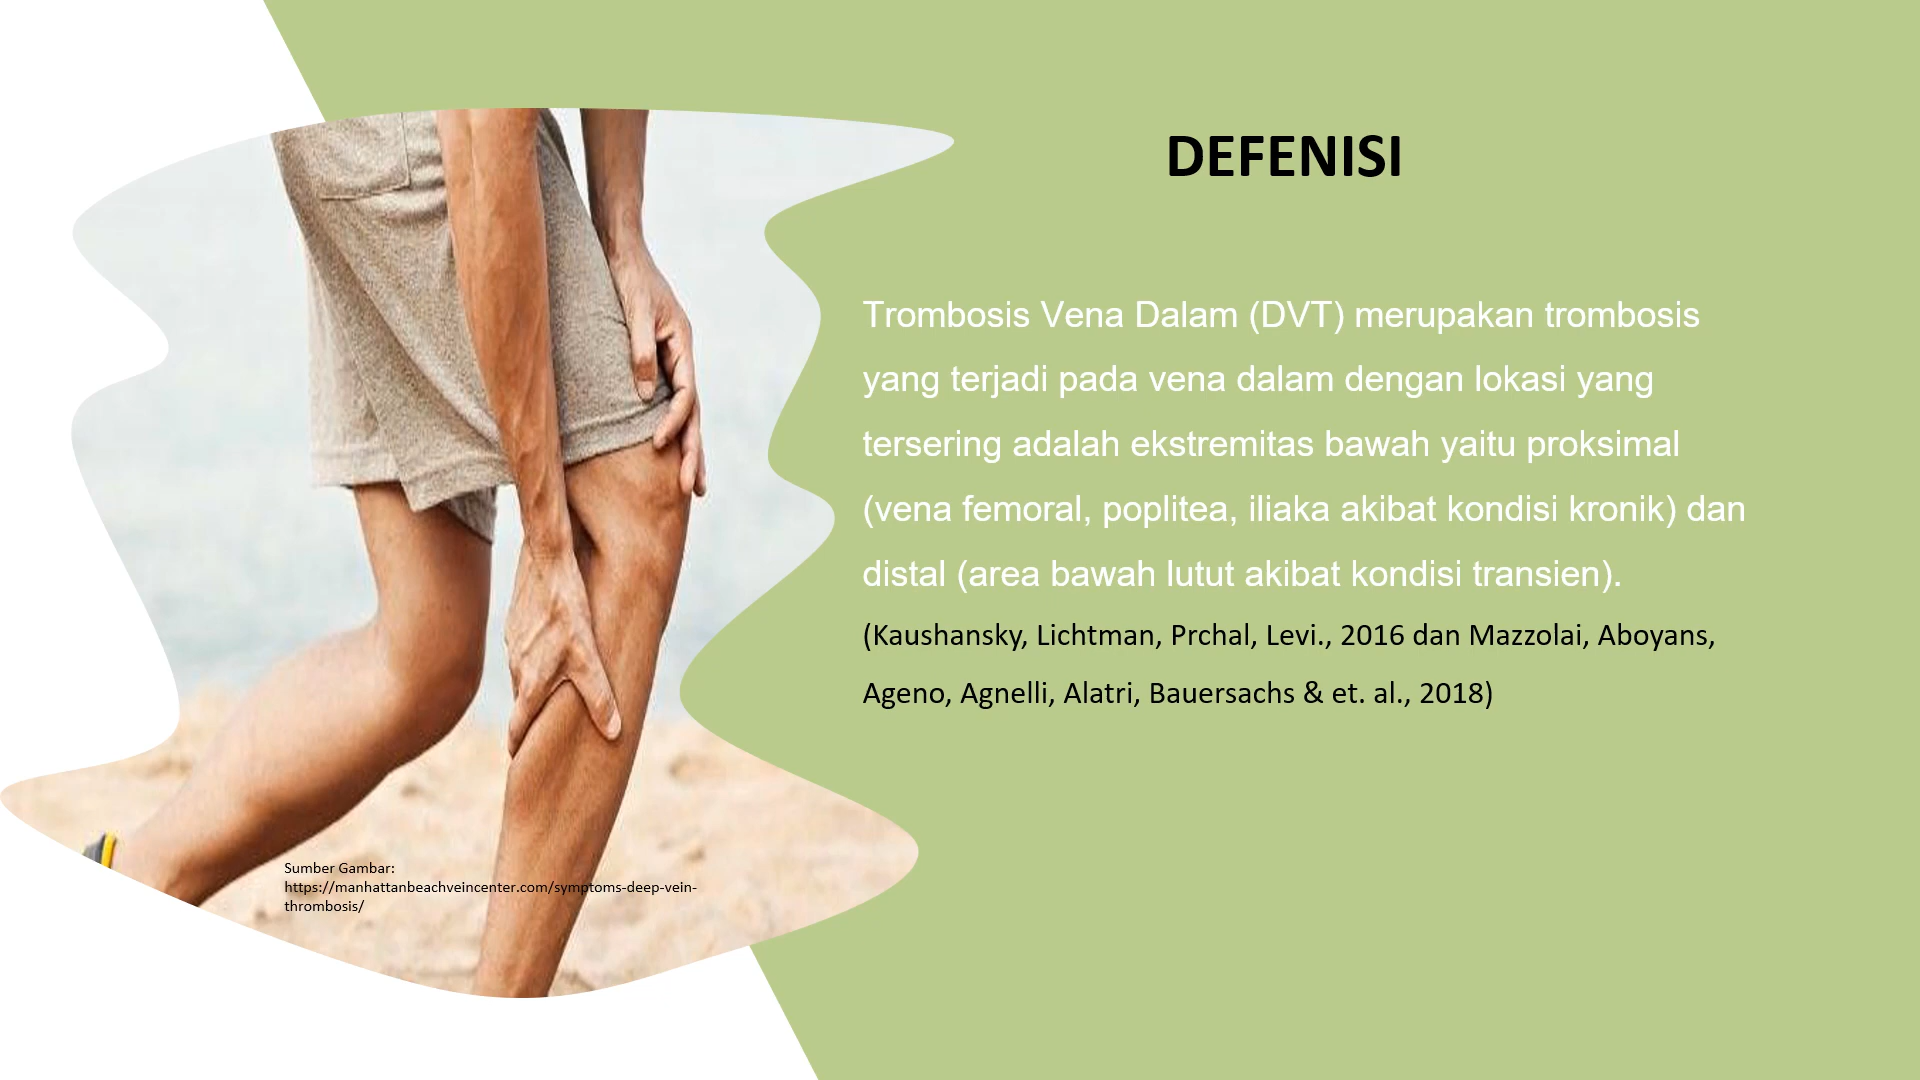 DEFENISI
Trombosis Vena Dalam (DVT) merupakan trombosis
yang terjadi pada vena dalam dengan lokasi yang
tersering adalah ekstremitas bawah yaitu proksimal
(vena femoral, poplitea, iliaka akibat kondisi kronik) dan
distal (area bawah lutut akibat kondisi transien).
(Kaushansky, Lichtman, Prchal, Levi., 2016 dan Mazzolai, Aboyans,
Ageno, Agnelli, Alatri, Bauersachs & et. al., 2018)
Sumber Gambar:
https://manhattanbeachveincenter.com/symptoms-deep-vein-
thrombosis/